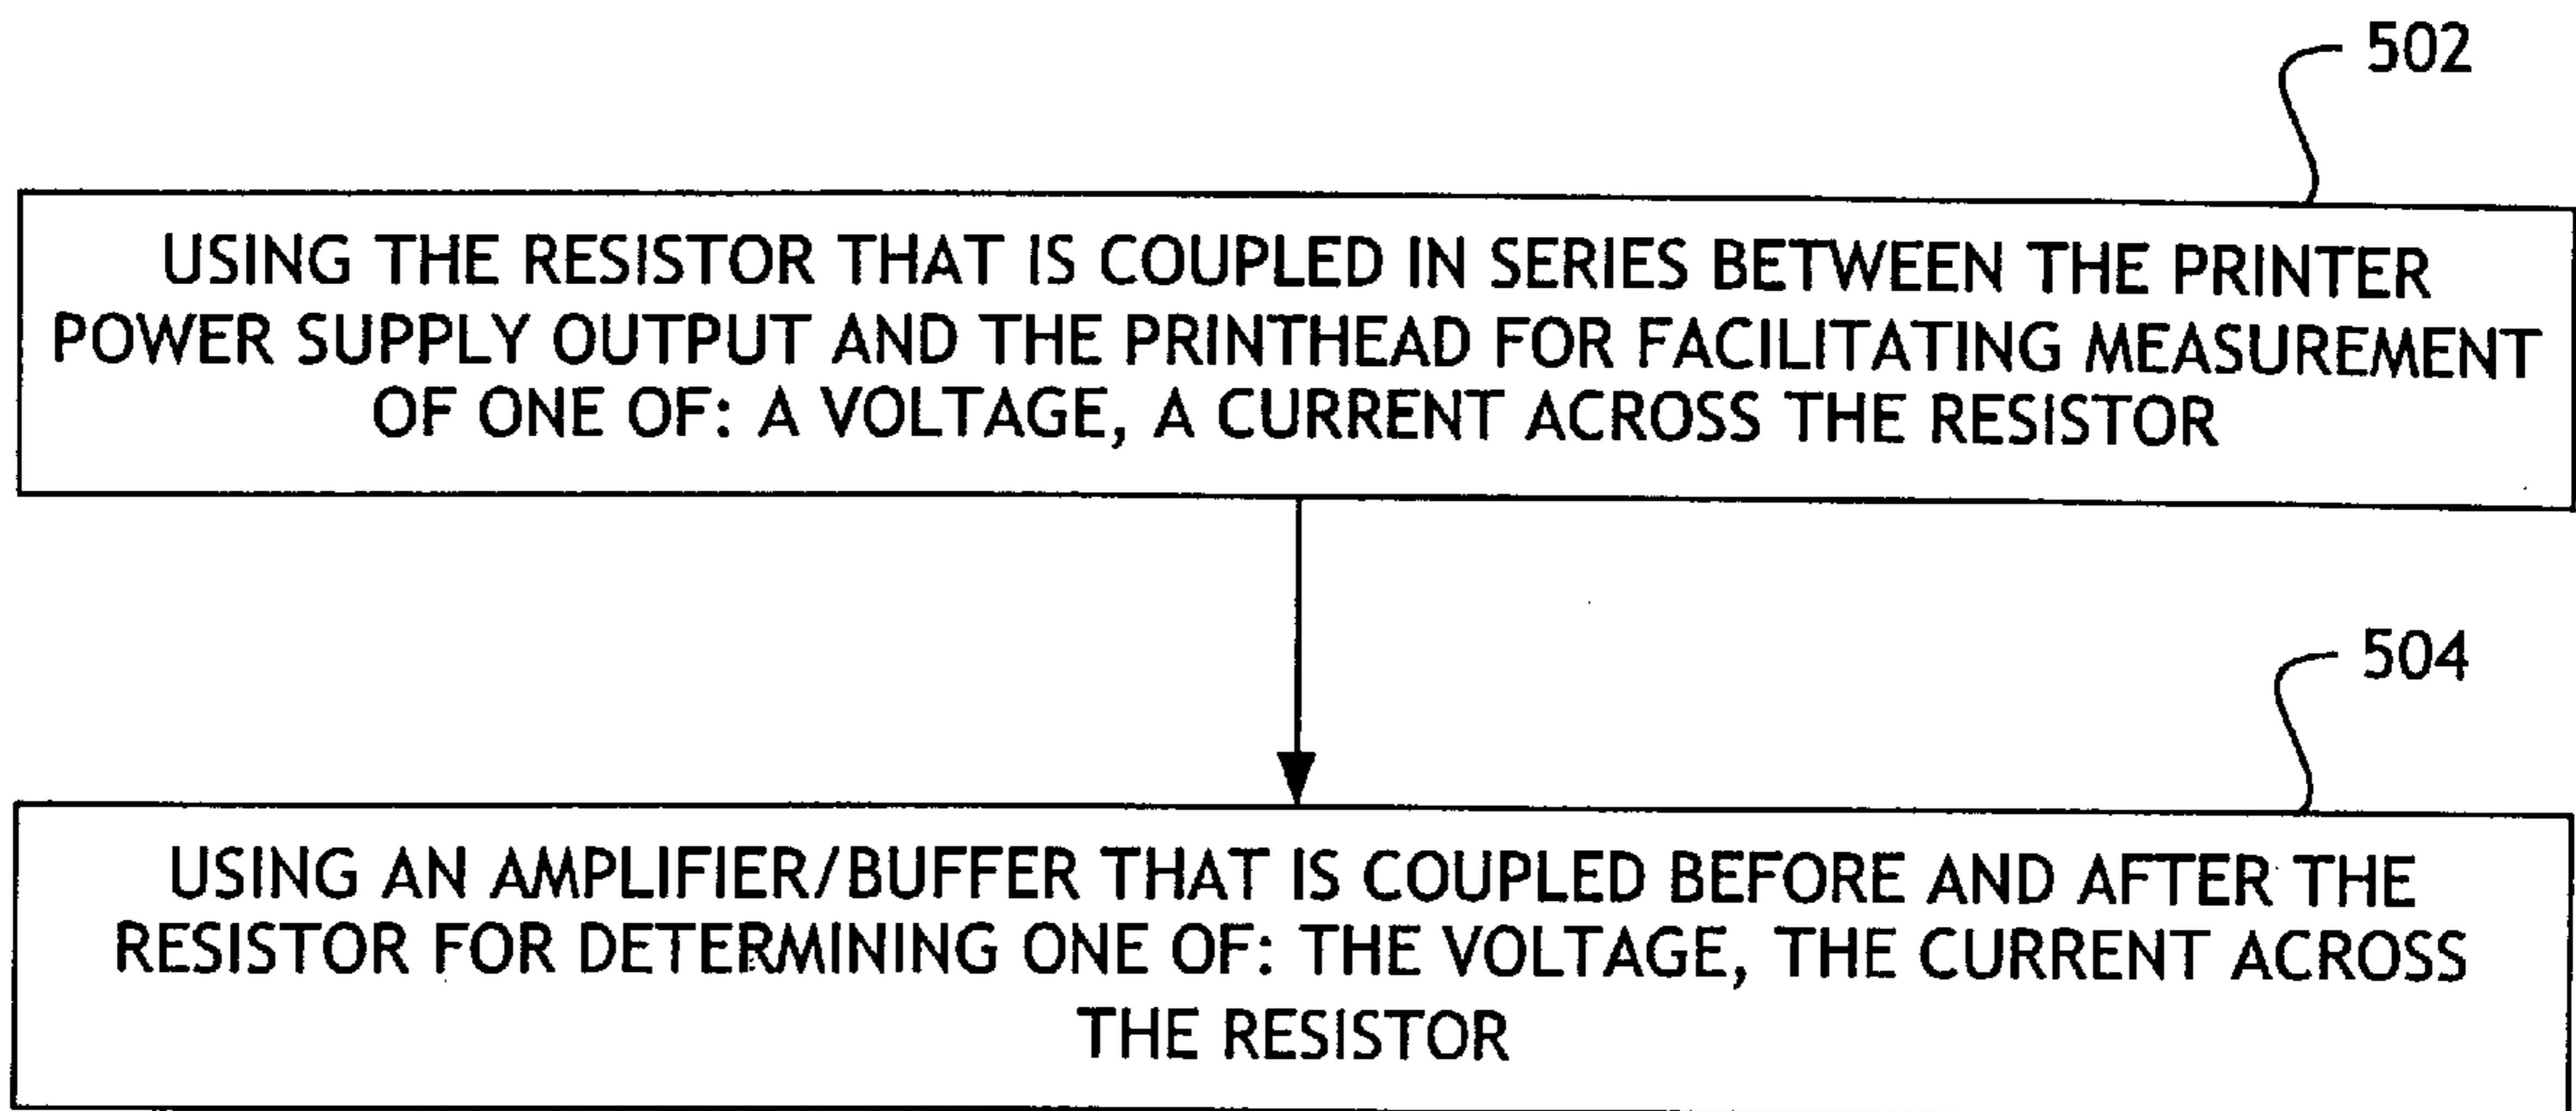 502
USING THE RESISTOR THAT IS COUPLED IN SERIES BETWEEN THE PRINTER
POWER SUPPLY OUTPUT AND THE PRINTHEAD FOR FACILITATING MEASUREMENT
OF ONE OF: A VOLTAGE, A CURRENT ACROSS THE RESISTOR
504
USING AN AMPLIFIER/BUFFER THAT IS COUPLED BEFORE AND AFTER THE
RESISTOR FOR DETERMINING ONE OF: THE VOLTAGE, THE CURRENT ACROSS
THE RESISTOR